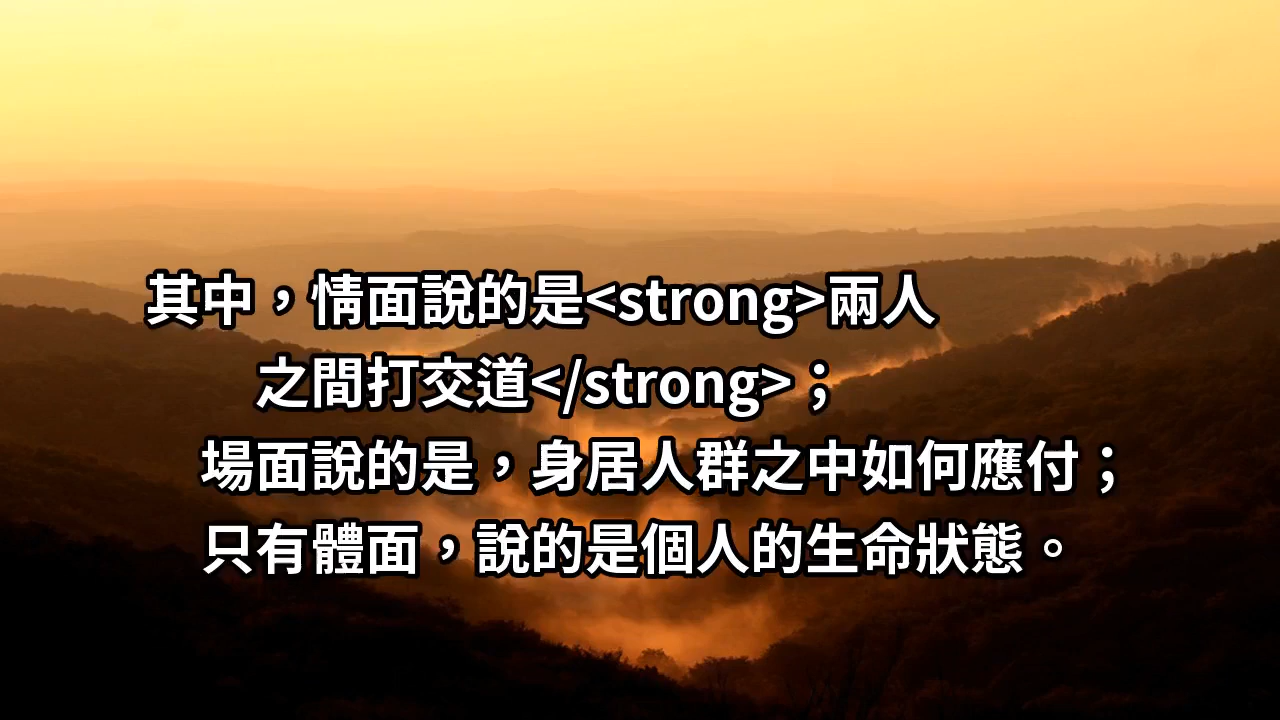 其中，情面說的是<strong>兩人
之間打交道</strong>；
場面說的是，身居人群之中如何應付；
只有體面，說的是個人的生命狀態。